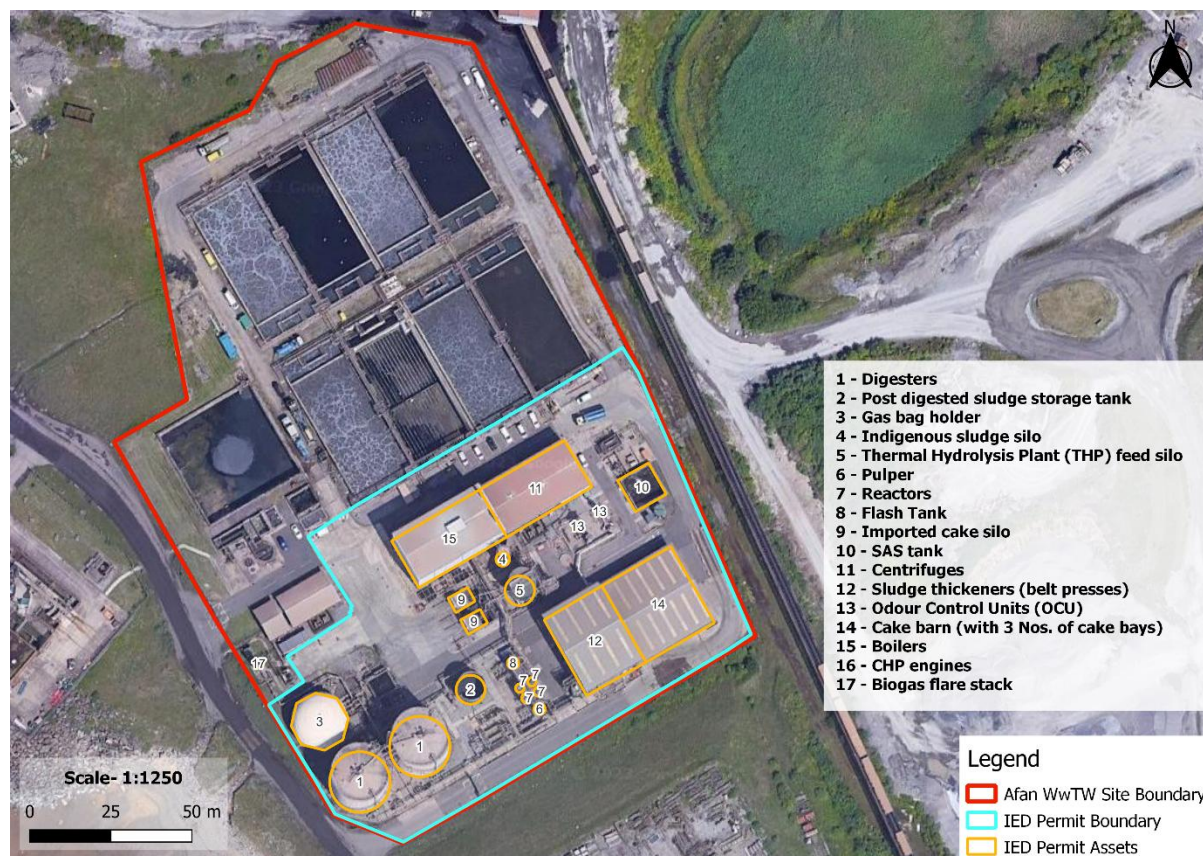 N
1 - Digesters
2 - Post digested sludge storage tank
3 - Gas bag holder
4 - Indigenous sludge silo
5 - Thermal Hydrolysis Plant (THP) feed silo
6 - Pulper
7 - Reactors
8 - Flash Tank
9 - Imported cake silo
10 - SAS tank
11 - Centrifuges
12 - Sludge thickeners (belt presses)
13 - Odour Control Units (OCU)
14 - Cake barn (with 3 Nos. of cake bays)
15 - Boilers
16 - CHP engines
17 - Biogas flare stack
11
10
13
15
13
4
5
9
14
9
12
17
8
7
7
7
7
2
6
3
1
1
Scale- 1:1250
0 25 50 m
Legend
Afan WwTW Site Boundary
IED Permit Boundary
IED Permit Assets